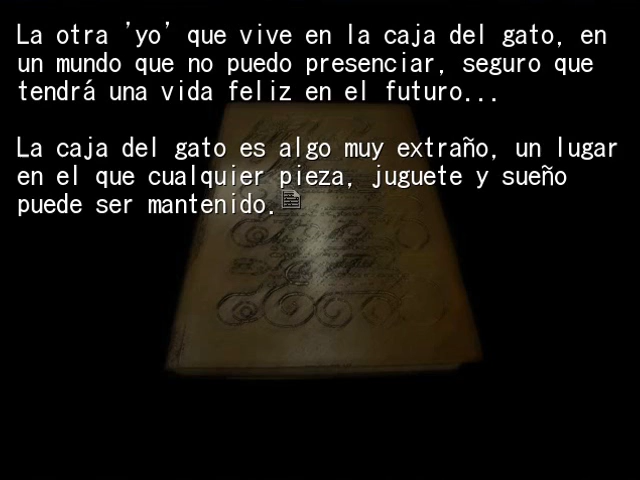 La otra 'yo' que vive en la caja del gato, en
un mundo que no puedo presenciar, seguro que
tendrá una vida feliz en el futuro...
La caja del gato es algo muy extraño, un lugar
en el que cualquier pieza, juguete y sueño
puede ser mantenido.